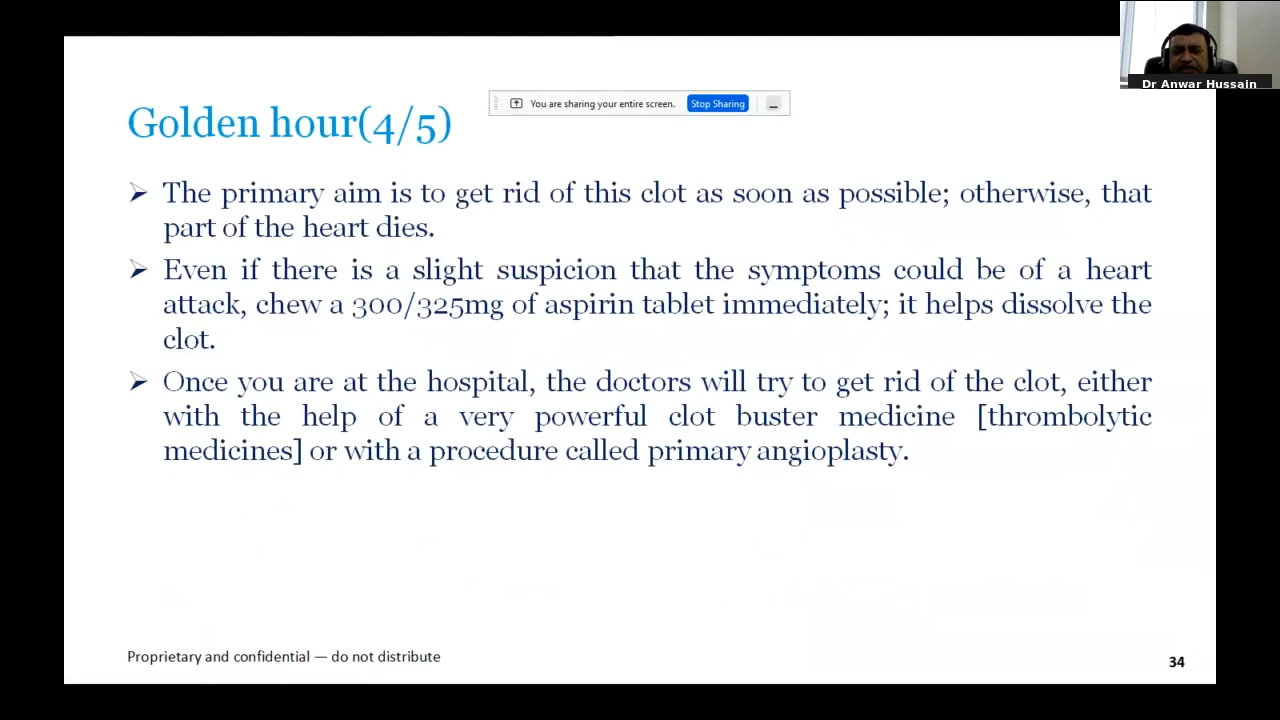 Dr Anwar Hussain
You are sharing your entire screen. Stop Sharing
Golden hour(4/5)
➢ The primary aim is to get rid of this clot as soon as possible; otherwise, that
part of the heart dies.
➢ Even if there is a slight suspicion that the symptoms could be of a heart
attack, chew a 300/325mg of aspirin tablet immediately; it helps dissolve the
clot.
➢ Once you are at the hospital, the doctors will try to get rid of the clot, either
with the help of a very powerful clot buster medicine [thrombolytic
medicines] or with a procedure called primary angioplasty.
Proprietary and confidential — do not distribute
34